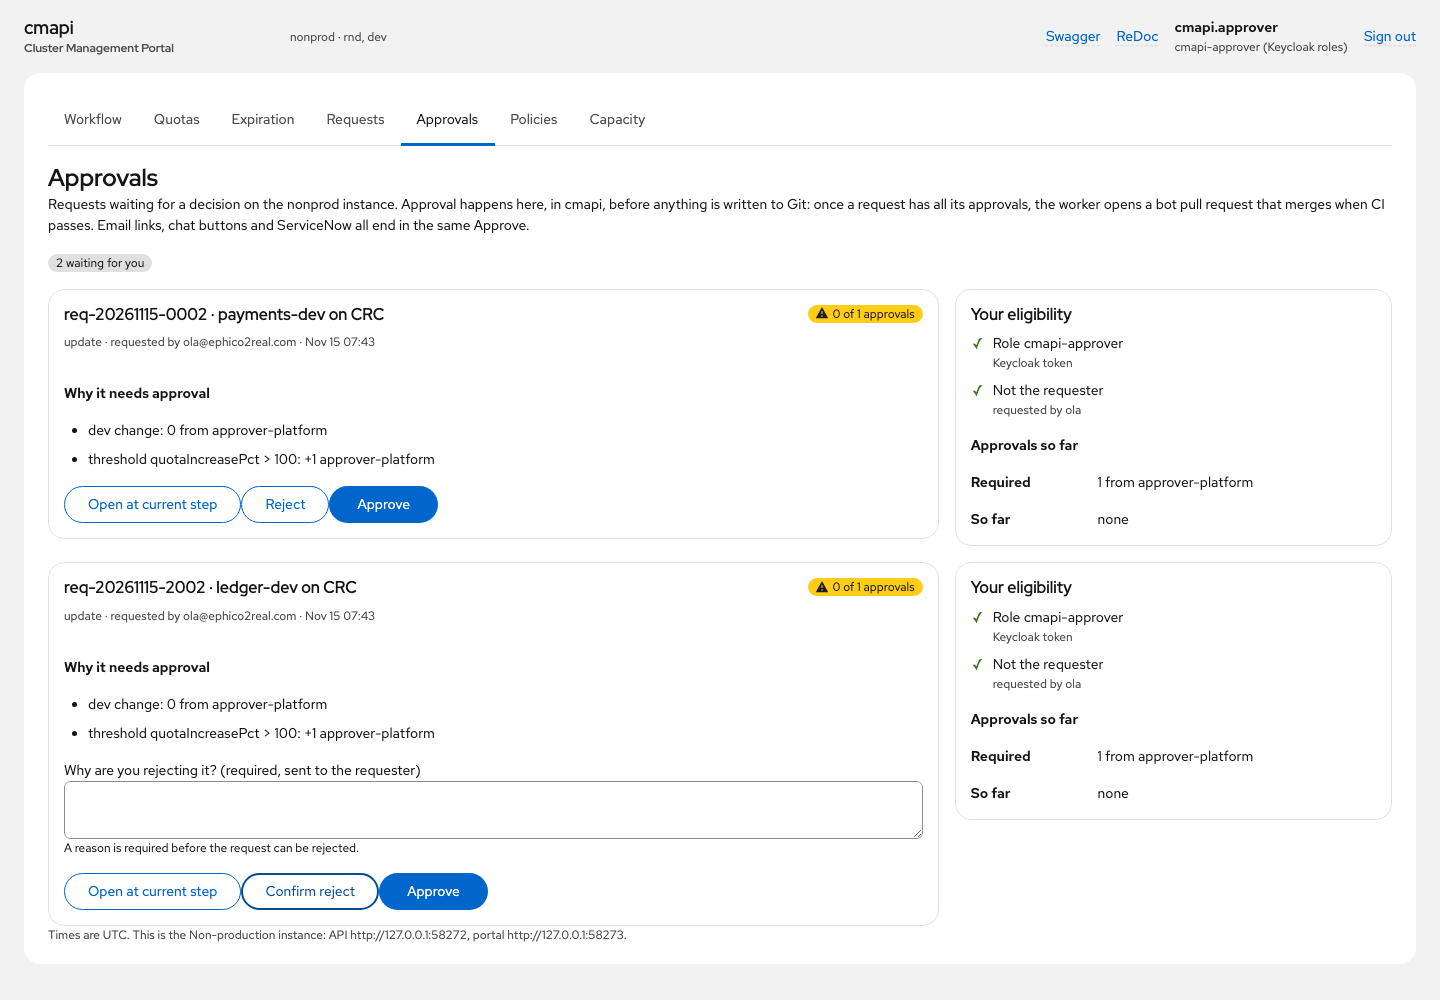 cmapi
Cluster Management Portal
nonprod · rnd, dev
Swagger
ReDoc
cmapi.approver
cmapi-approver (Keycloak roles)
Sign out
Workflow
Quotas
Expiration
Requests
Approvals
Policies
Capacity
Approvals
Requests waiting for a decision on the nonprod instance. Approval happens here, in cmapi, before anything is written to Git: once a request has all its approvals, the worker opens a bot pull request that merges when CI
passes. Email links, chat buttons and ServiceNow all end in the same Approve.
2 waiting for you
req-20261115-0002 · payments-dev on CRC
0 of 1 approvals
update · requested by ola@ephico2real.com · Nov 15 07:43
Why it needs approval
dev change: 0 from approver-platform
threshold quotaIncreasePct > 100: +1 approver-platform
Open at current step
Reject
Approve
Your eligibility
Role cmapi-approver
Keycloak token
Not the requester
requested by ola
Approvals so far
Required 1 from approver-platform
So far none
req-20261115-2002 · ledger-dev on CRC
0 of 1 approvals
update · requested by ola@ephico2real.com · Nov 15 07:43
Why it needs approval
dev change: 0 from approver-platform
threshold quotaIncreasePct > 100: +1 approver-platform
Why are you rejecting it? (required, sent to the requester)
A reason is required before the request can be rejected.
Open at current step
Confirm reject
Approve
Your eligibility
Role cmapi-approver
Keycloak token
Not the requester
requested by ola
Approvals so far
Required 1 from approver-platform
So far none
Times are UTC. This is the Non-production instance: API http://127.0.0.1:58272, portal http://127.0.0.1:58273.